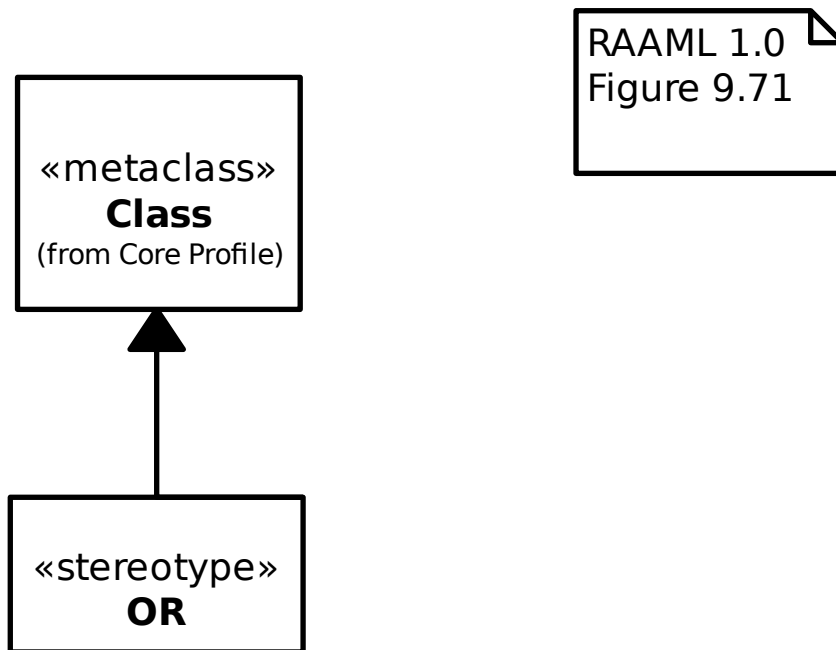 RAAML 1.0
Figure 9.71
«metaclass»
Class
(from Core Profile)
«stereotype»
OR